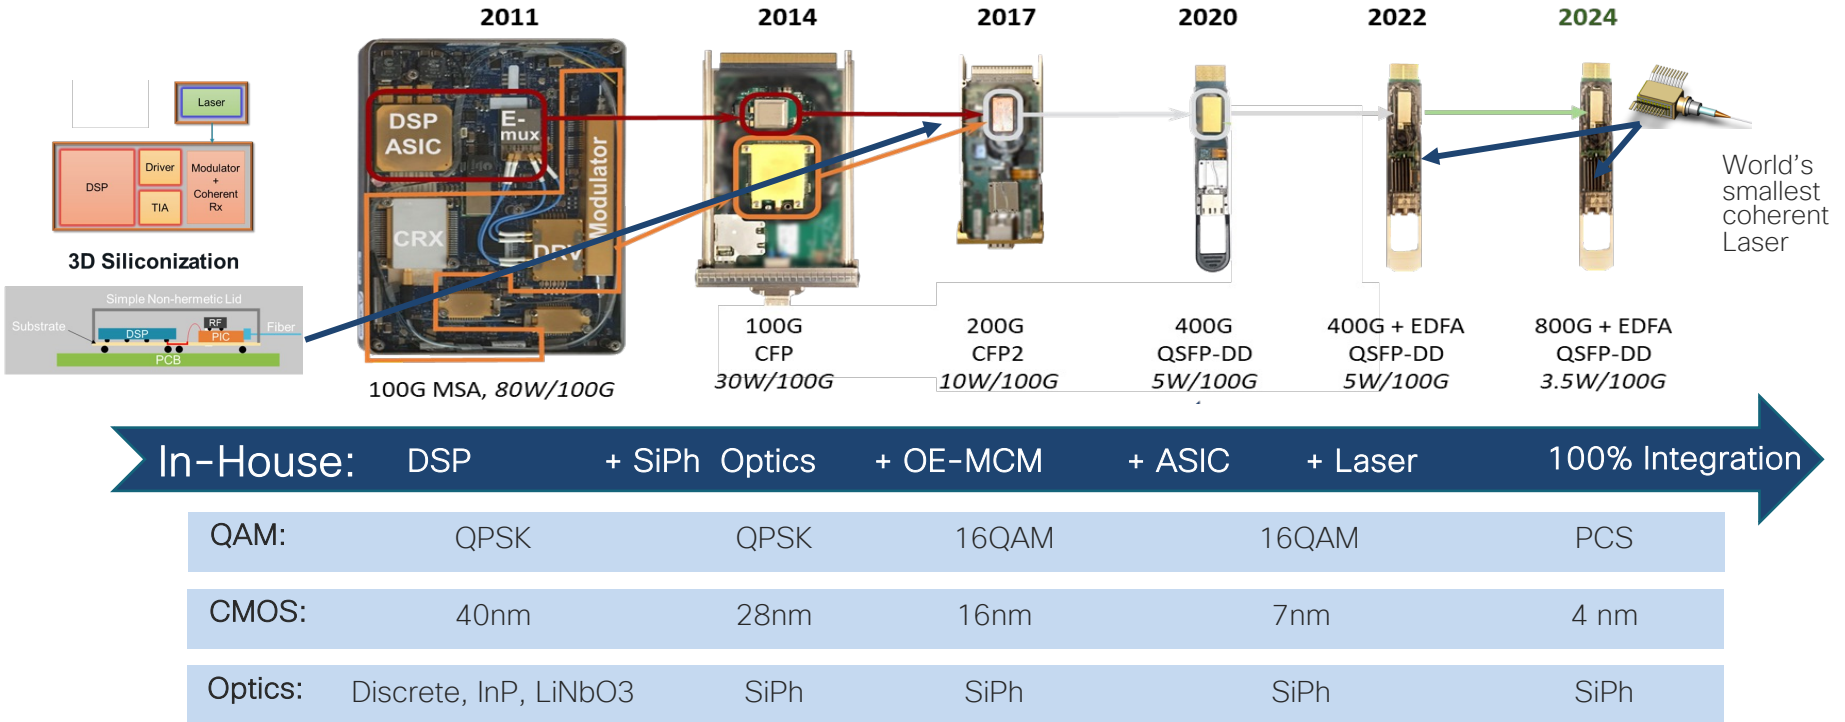 2011 2014 2017 2020 2022 2024
Laser
DSP
Driver
TIA
Modulator
+
Coherent
Rx
3D Siliconization
Simple Non-hermetic Lid
Substrate
DSP
RF
PIC
Fiber
PCB
DSP
ASIC
E-
mux
Modulator
CRX
DRV
World's
smallest
coherent
Laser
100G MSA, 80W/100G
100G
CFP
30W/100G
200G
CFP2
10W/100G
400G
QSFP-DD
5W/100G
400G + EDFA
QSFP-DD
5W/100G
800G + EDFA
QSFP-DD
3.5W/100G
In-House: DSP + SiPh Optics + OE-MCM + ASIC + Laser 100% Integration
QAM: QPSK QPSK 16QAM 16QAM PCS
CMOS: 40nm 28nm 16nm 7nm 4 nm
Optics: Discrete, InP, LiNbO3 SiPh SiPh SiPh SiPh